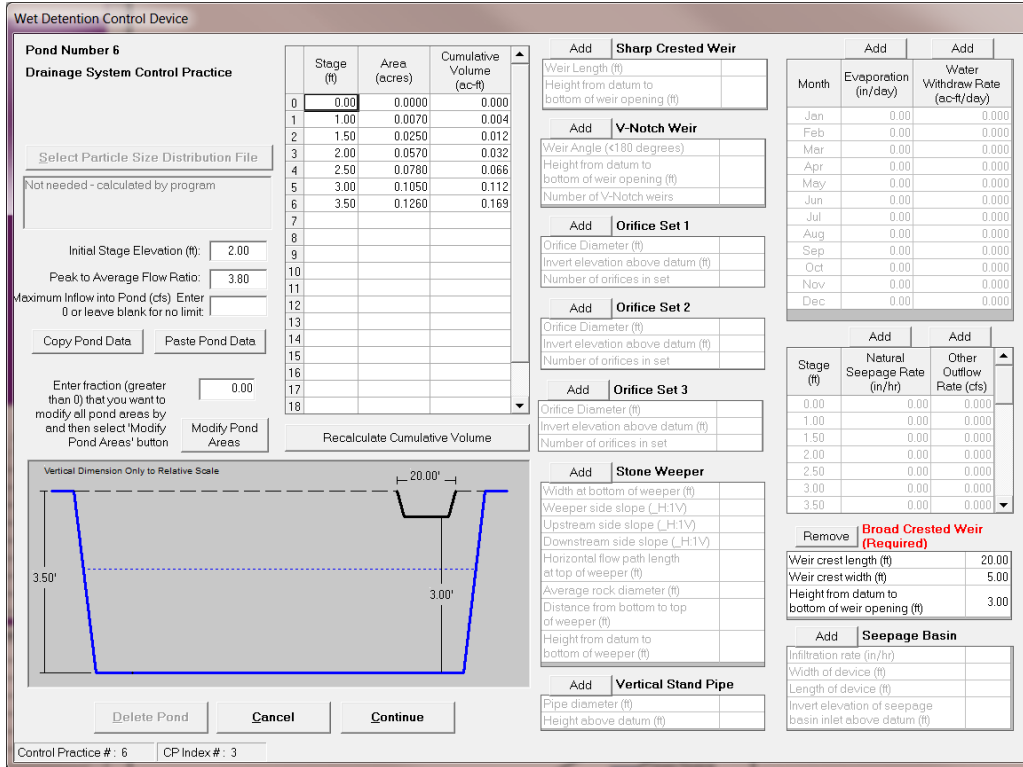 Wet Detention Control Device
Pond Number 6
Drainage System Control Practice
Select Particle Size Distribution File
Not needed - calculated by program
Initial Stage Elevation (ft): 2.00
Peak to Average Flow Ratio: 3.80
Maximum Inflow into Pond (cfs) Enter
0 or leave blank for no limit:
Copy Pond Data Paste Pond Data
Enter fraction (greater 0.00
than 0) that you want to
modify all pond areas by
and then select 'Modify
Pond Areas' button
Modify Pond
Areas
Stage
(ft)
Area
(acres)
Cumulative
Volume
(ac-ft)
0 0.00 0.0000 0.000
1 1.00 0.0070 0.004
2 1.50 0.0250 0.012
3 2.00 0.0570 0.032
4 2.50 0.0780 0.066
5 3.00 0.1050 0.112
6 3.50 0.1260 0.169
7
8
9
10
11
12
13
14
15
16
17
18
Recalculate Cumulative Volume
Vertical Dimension Only to Relative Scale
20.00'
3.50'
3.00'
Delete Pond Cancel Continue
Control Practice # : 6 CP Index # : 3
Add Sharp Crested Weir
Weir Length (ft)
Height from datum to
bottom of weir opening (ft)
Add V-Notch Weir
Weir Angle (<180 degrees)
Height from datum to
bottom of weir opening (ft)
Number of V-Notch weirs
Add Orifice Set 1
Orifice Diameter (ft)
Invert elevation above datum (ft)
Number of orifices in set
Add Orifice Set 2
Orifice Diameter (ft)
Invert elevation above datum (ft)
Number of orifices in set
Add Orifice Set 3
Orifice Diameter (ft)
Invert elevation above datum (ft)
Number of orifices in set
Add Stone Weeper
Width at bottom of weeper (ft)
Weeper side slope (_H:1V)
Upstream side slope (_H:1V)
Downstream side slope (_H:1V)
Horizontal flow path length
at top of weeper (ft)
Average rock diameter (ft)
Distance from bottom to top
of weeper (ft)
Height from datum to
bottom of weeper (ft)
Add Vertical Stand Pipe
Pipe diameter (ft)
Height above datum (ft)
Add Add
Month
Evaporation
(in/day)
Water
Withdraw Rate
(ac-ft/day)
Jan 0.00 0.000
Feb 0.00 0.000
Mar 0.00 0.000
Apr 0.00 0.000
May 0.00 0.000
Jun 0.00 0.000
Jul 0.00 0.000
Aug 0.00 0.000
Sep 0.00 0.000
Oct 0.00 0.000
Nov 0.00 0.000
Dec 0.00 0.000
Add Add
Stage
(ft)
Natural
Seepage Rate
(in/hr)
Other
Outflow
Rate (cfs)
0.00 0.00 0.000
1.00 0.00 0.000
1.50 0.00 0.000
2.00 0.00 0.000
2.50 0.00 0.000
3.00 0.00 0.000
3.50 0.00 0.000
Remove Broad Crested Weir
(Required)
Weir crest length (ft) 20.00
Weir crest width (ft) 5.00
Height from datum to
bottom of weir opening (ft) 3.00
Add Seepage Basin
Infiltration rate (in/hr)
Width of device (ft)
Length of device (ft)
Invert elevation of seepage
basin inlet above datum (ft)